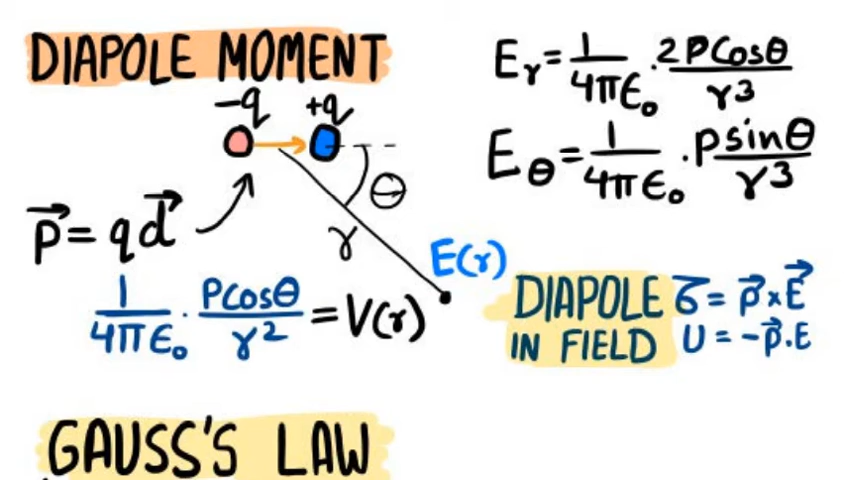 DIAPOLE MOMENT
-q +q
θ
r
E(r)
p⃗ = qd⃗
1/4πε₀ . PCosθ/r² = V(r)
Eᵣ = 1/4πε₀ . 2PCosθ/r³
E_θ = 1/4πε₀ . Psinθ/r³
DIAPOLE IN FIELD
τ = p⃗ × E⃗
U = -p⃗.E
GAUSS'S LAW